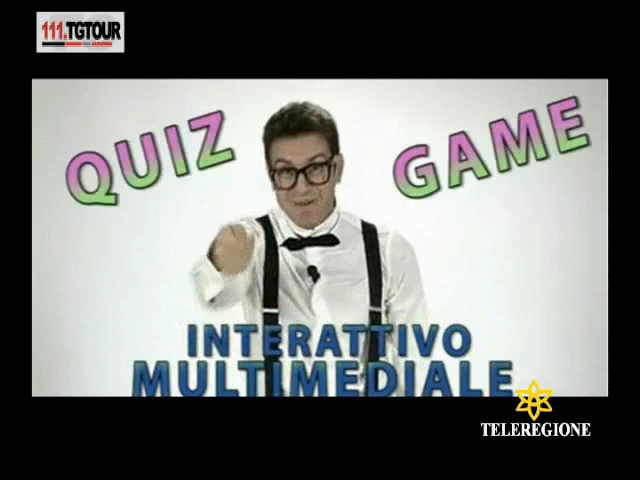 111.TGTOUR
QUIZ
GAME
INTERATTIVO
MULTIMEDIALE
TELEREGIONE